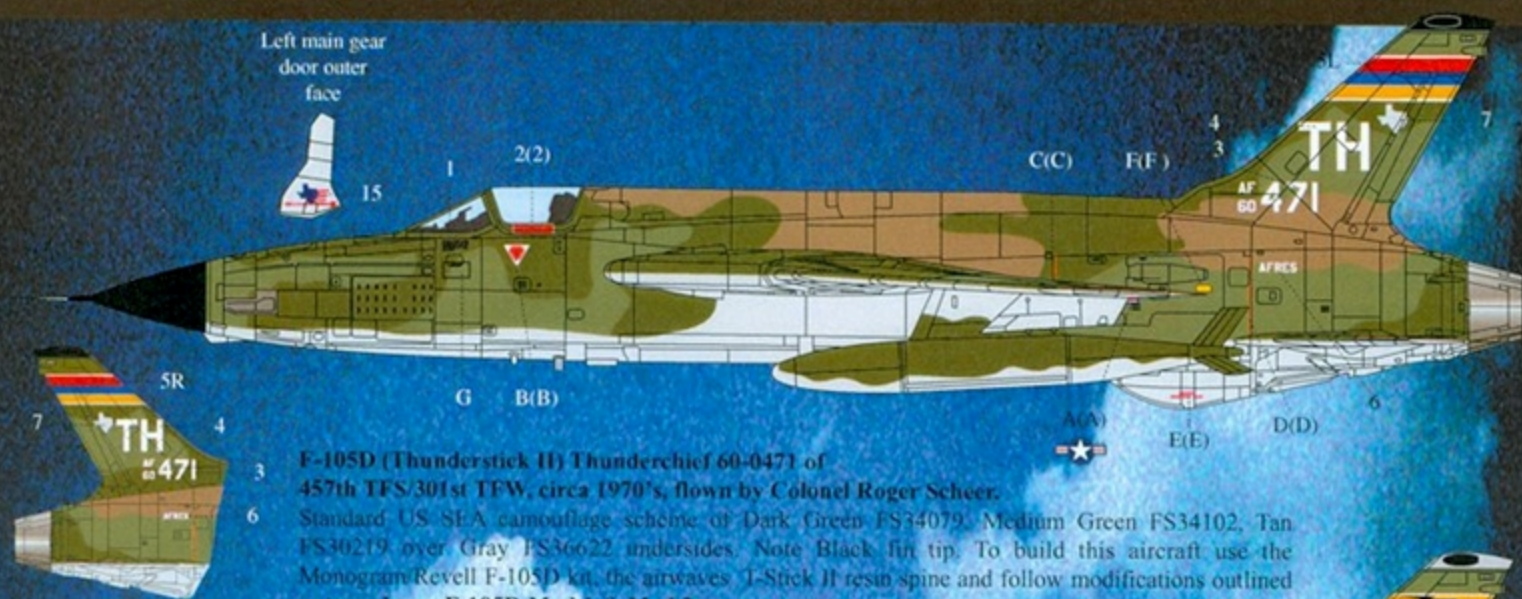 Left main gear
door outer
face
15
1
2(2)
C(C)
F(F )
4
3
5L
7
TH
AF
60
471
AFRES
G
B(B)
A(A)
E(E)
D(D)
6
5R
7
TH
4
AF
60
471
3
AFRES
6
F-105D (Thunderstick II) Thunderchief 60-0471 of
457th TFS/301st TFW, circa 1970's, flown by Colonel Roger Scheer.
Standard US SEA camouflage scheme of Dark Green FS34079, Medium Green FS34102, Tan
FS30219 over Gray FS36622 undersides. Note Black fin tip. To build this aircraft use the
Monogram/Revell F-105D kit, the airwaves T-Stick II resin spine and follow modifications outlined